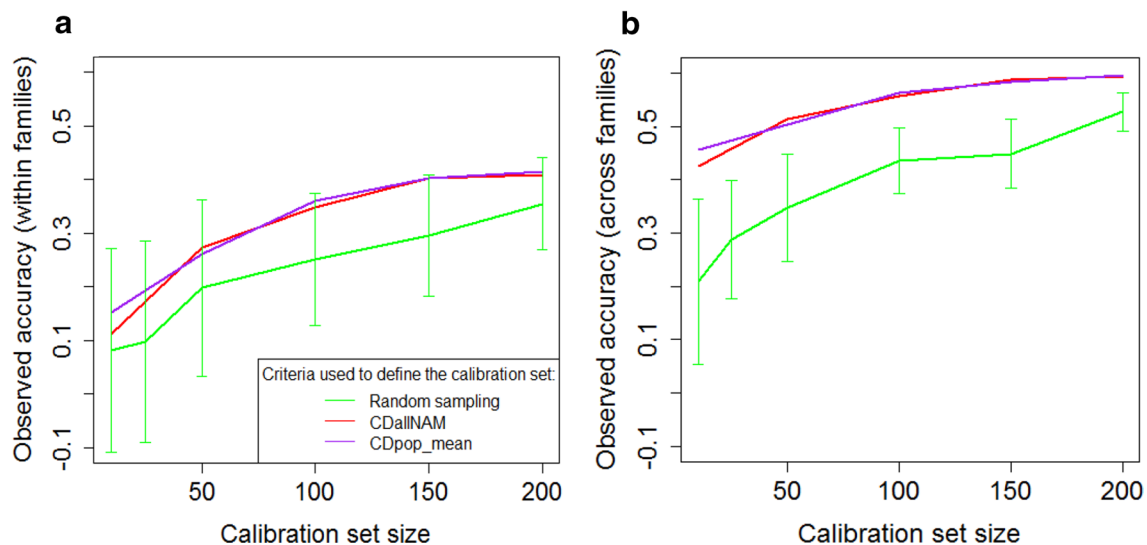 a
Observed accuracy (within families)
0.5
0.3
0.1
-0.1
50 100 150 200
Calibration set size
Criteria used to define the calibration set:
Random sampling
CDallNAM
CDpop_mean
b
Observed accuracy (across families)
0.5
0.3
0.1
-0.1
50 100 150 200
Calibration set size